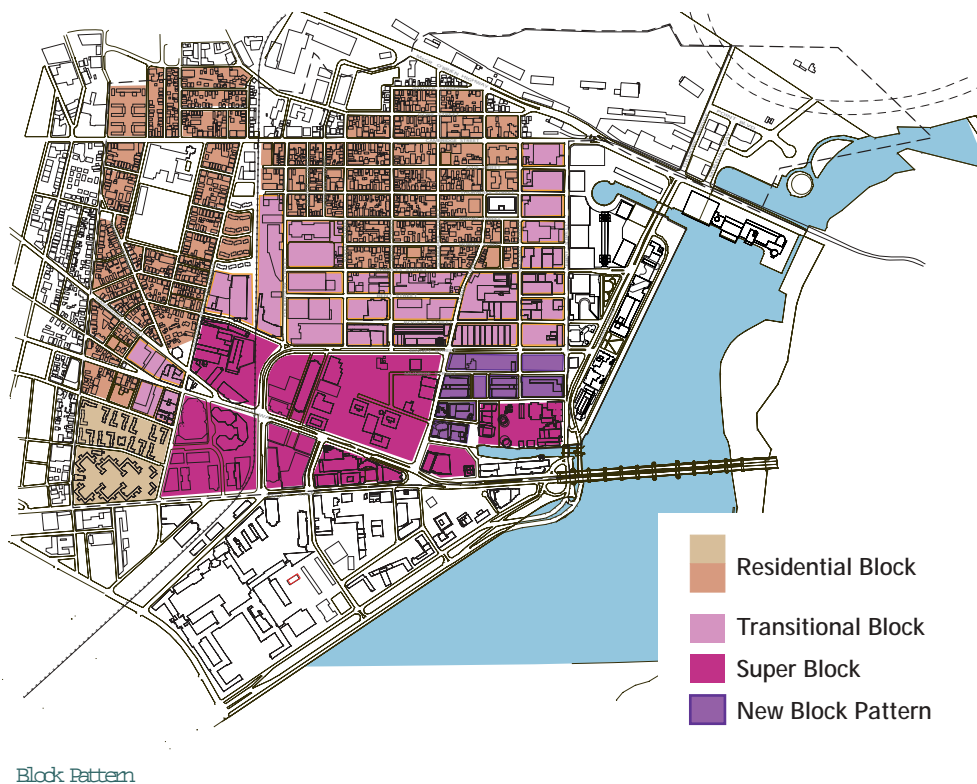 Residential Block
Transitional Block
Super Block
New Block Pattern
Block Pattern